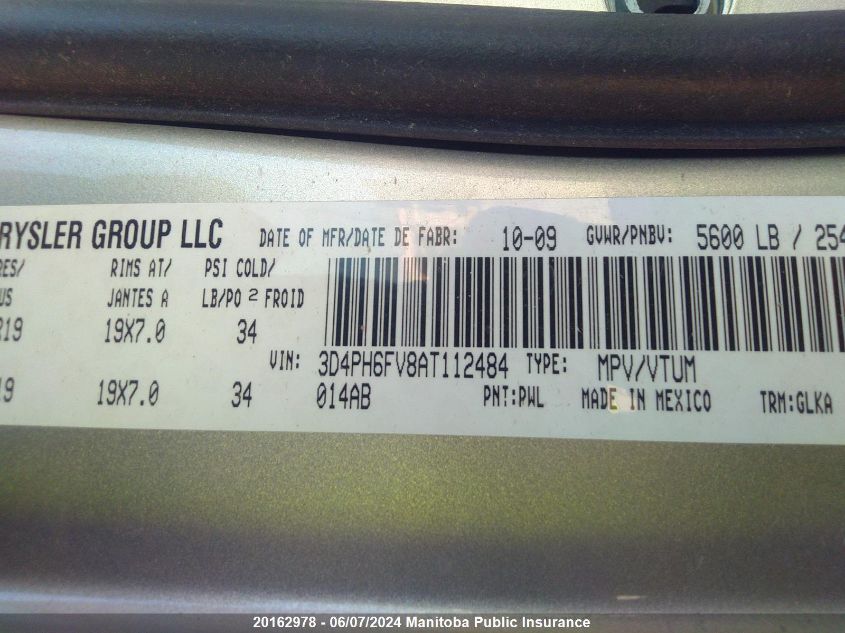 RYSLER GROUP LLC DATE OF MFR/DATE DE FABR: 10-09 GVWR/PNBV: 5600 LB / 254
RES/ RIMS AT/ PSI COLD/
US JANTES A LB/PO 2 FROID
R19 19X7.0 34
VIN: 3D4PH6FV8AT112484 TYPE: MPV/VTUM
19 19X7.0 34 014AB PNT:PWL MADE IN MEXICO TRM:GLKA
20162978 - 06/07/2024 Manitoba Public Insurance